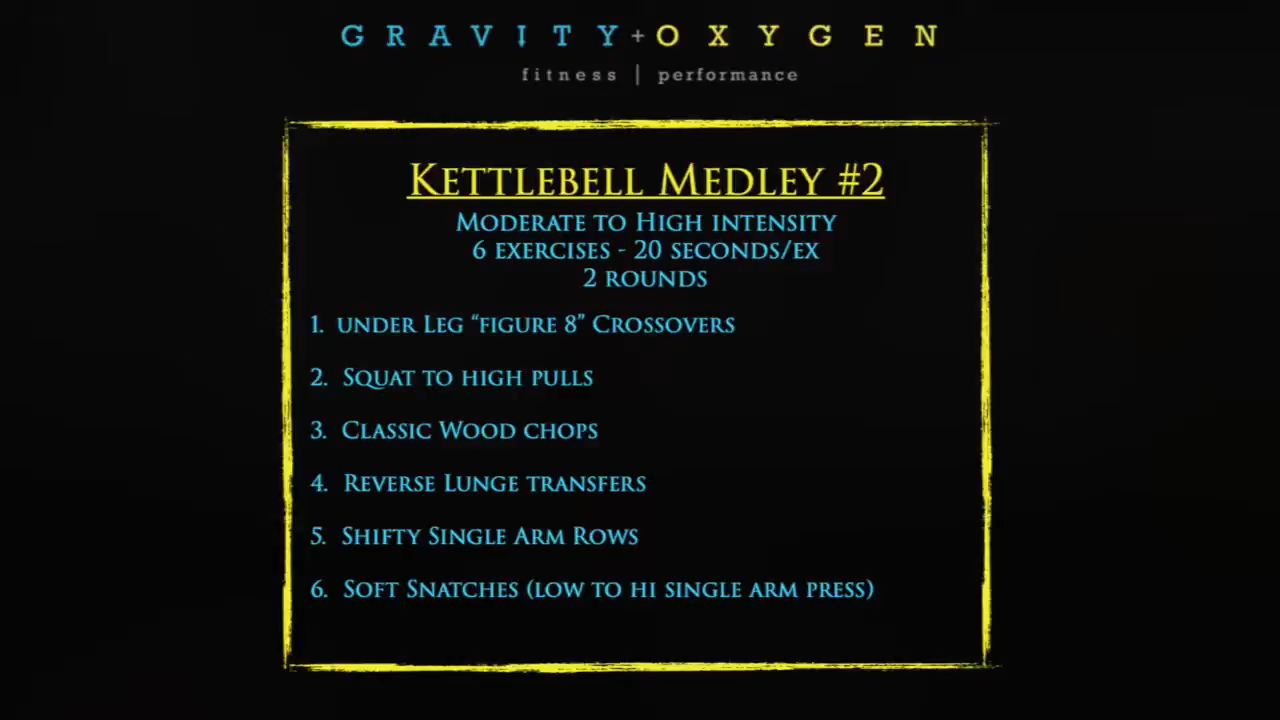 GRAVITY+OXYGEN
fitness | performance
Kettlebell Medley #2
Moderate to High intensity
6 exercises - 20 seconds/ex
2 rounds
1. under Leg “figure 8” Crossovers
2. Squat to high pulls
3. Classic Wood chops
4. Reverse Lunge transfers
5. Shifty Single Arm Rows
6. Soft Snatches (low to hi single arm press)